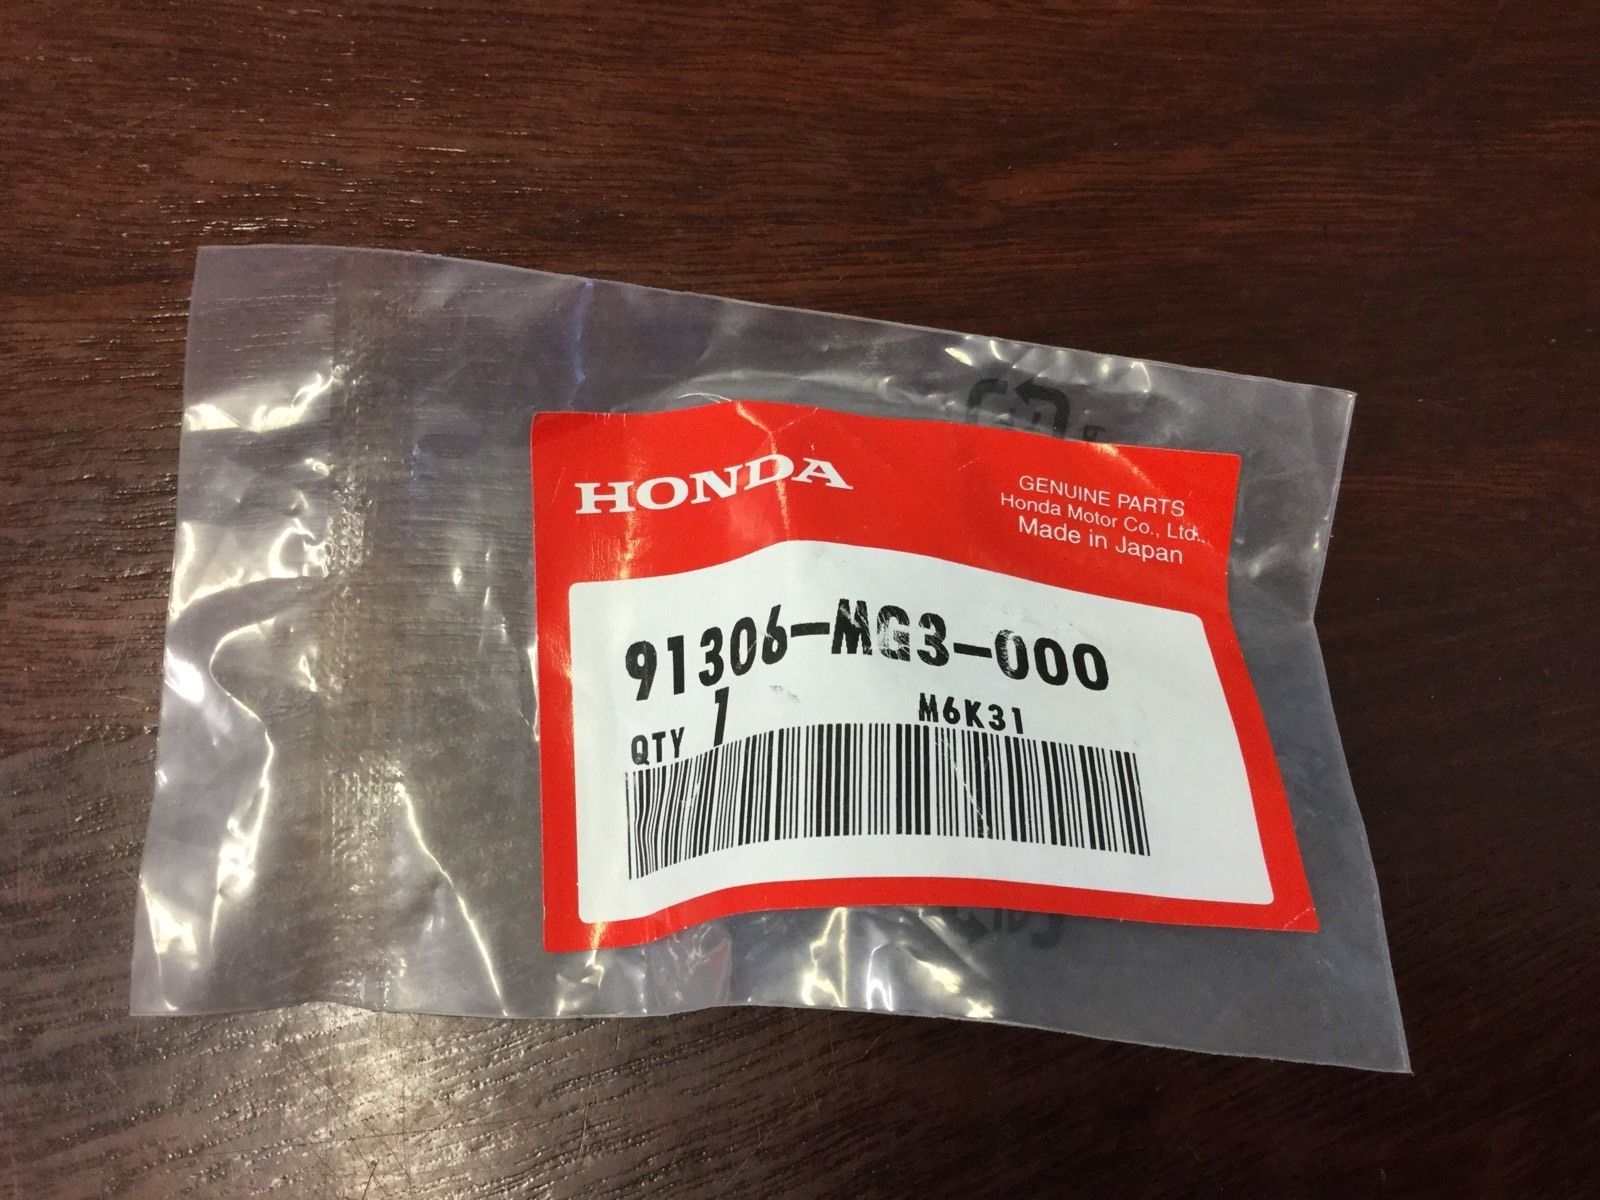 HONDA
GENUINE PARTS
Honda Motor Co., Ltd.
Made in Japan
91306-MG3-000
QTY 1
M6K31